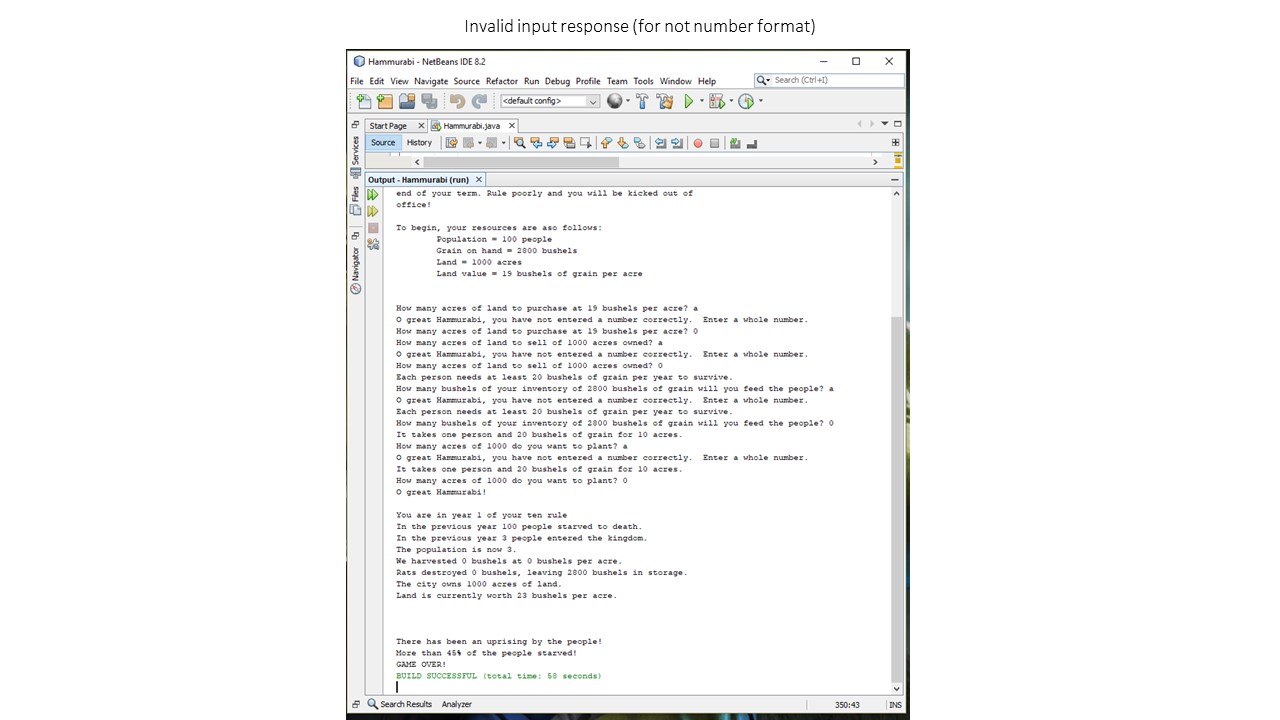 Invalid input response (for not number format)
Hammurabi - NetBeans IDE 8.2
File Edit View Navigate Source Refactor Run Debug Profile Team Tools Window Help
Search (Ctrl+I)
<default config>
Start Page
Hammurabi.java
Source History
Services
Files
Navigator
Output - Hammurabi (run)
end of your term. Rule poorly and you will be kicked out of
office!
To begin, your resources are aso follows:
Population = 100 people
Grain on hand = 2800 bushels
Land = 1000 acres
Land value = 19 bushels of grain per acre
How many acres of land to purchase at 19 bushels per acre? a
O great Hammurabi, you have not entered a number correctly.  Enter a whole number.
How many acres of land to purchase at 19 bushels per acre? 0
How many acres of land to sell of 1000 acres owned? a
O great Hammurabi, you have not entered a number correctly.  Enter a whole number.
How many acres of land to sell of 1000 acres owned? 0
Each person needs at least 20 bushels of grain per year to survive.
How many bushels of your inventory of 2800 bushels of grain will you feed the people? a
O great Hammurabi, you have not entered a number correctly.  Enter a whole number.
Each person needs at least 20 bushels of grain per year to survive.
How many bushels of your inventory of 2800 bushels of grain will you feed the people? 0
It takes one person and 20 bushels of grain for 10 acres.
How many acres of 1000 do you want to plant? a
O great Hammurabi, you have not entered a number correctly.  Enter a whole number.
It takes one person and 20 bushels of grain for 10 acres.
How many acres of 1000 do you want to plant? 0
O great Hammurabi!
You are in year 1 of your ten rule
In the previous year 100 people starved to death.
In the previous year 3 people entered the kingdom.
The population is now 3.
We harvested 0 bushels at 0 bushels per acre.
Rats destroyed 0 bushels, leaving 2800 bushels in storage.
The city owns 1000 acres of land.
Land is currently worth 23 bushels per acre.
There has been an uprising by the people!
More than 45% of the people starved!
GAME OVER!
BUILD SUCCESSFUL (total time: 58 seconds)
Search Results Analyzer
350:43 INS